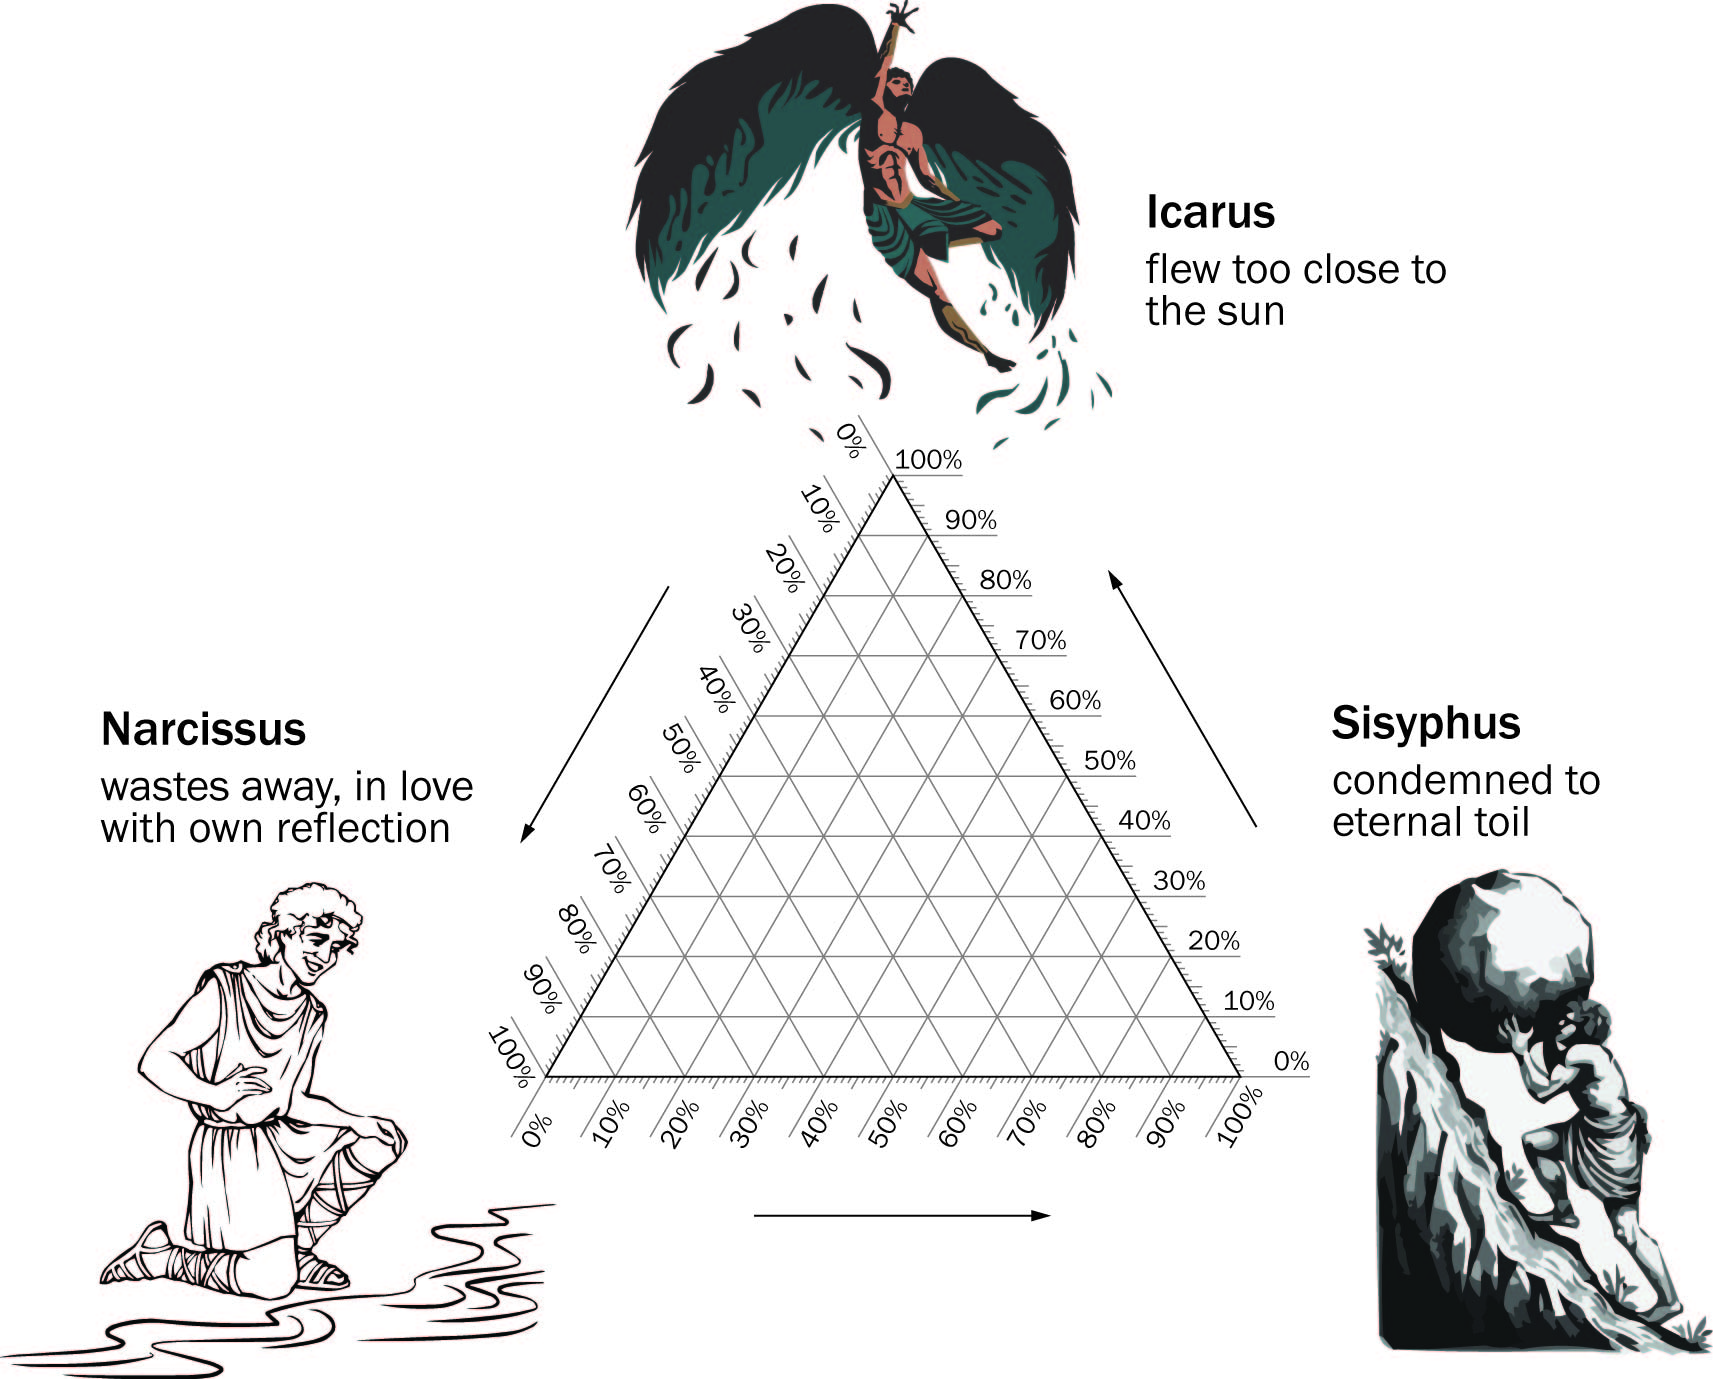 Icarus
flew too close to
the sun
0%
100%
10%
90%
20%
80%
30%
70%
40%
60%
50%
50%
60%
40%
70%
30%
80%
20%
90%
10%
100%
0%
Narcissus
wastes away, in love
with own reflection
Sisyphus
condemned to
eternal toil
0% 10% 20% 30% 40% 50% 60% 70% 80% 90% 100%